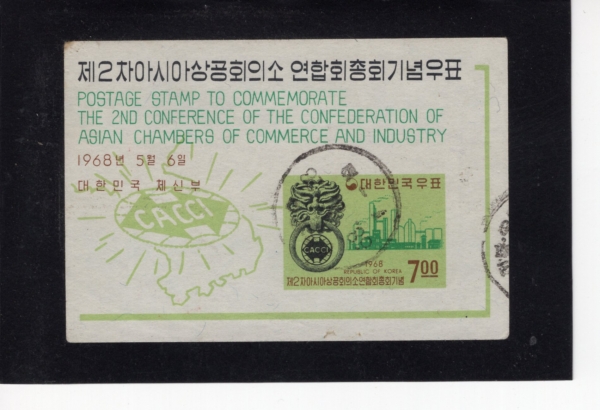 제2차아시아상공회의소 연합회총회기념우표
POSTAGE STAMP TO COMMEMORATE
THE 2ND CONFERENCE OF THE CONFEDERATION OF
ASIAN CHAMBERS OF COMMERCE AND INDUSTRY
1968년 5월 6일
대한민국 체신부
CACCI
대한민국우표
CACCI
1968
REPUBLIC OF KOREA
7.00
제2차아시아상공회의소연합회총회기념